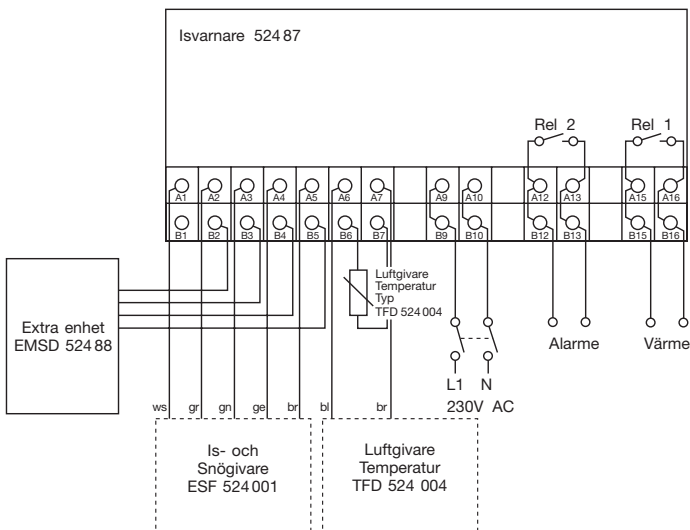 Isvarnare 524 87
Rel 2
Rel 1
A1 A2 A3 A4 A5 A6 A7 A9 A10 A12 A13 A15 A16
B1 B2 B3 B4 B5 B6 B7 B9 B10 B12 B13 B15 B16
Luftgivare
Temperatur
Typ
TFD 524 004
Extra enhet
EMSD 524 88
Alarme
Värme
L1 N
230V AC
ws gr gn ge br bl br
Is- och
Snögivare
ESF 524 001
Luftgivare
Temperatur
TFD 524 004